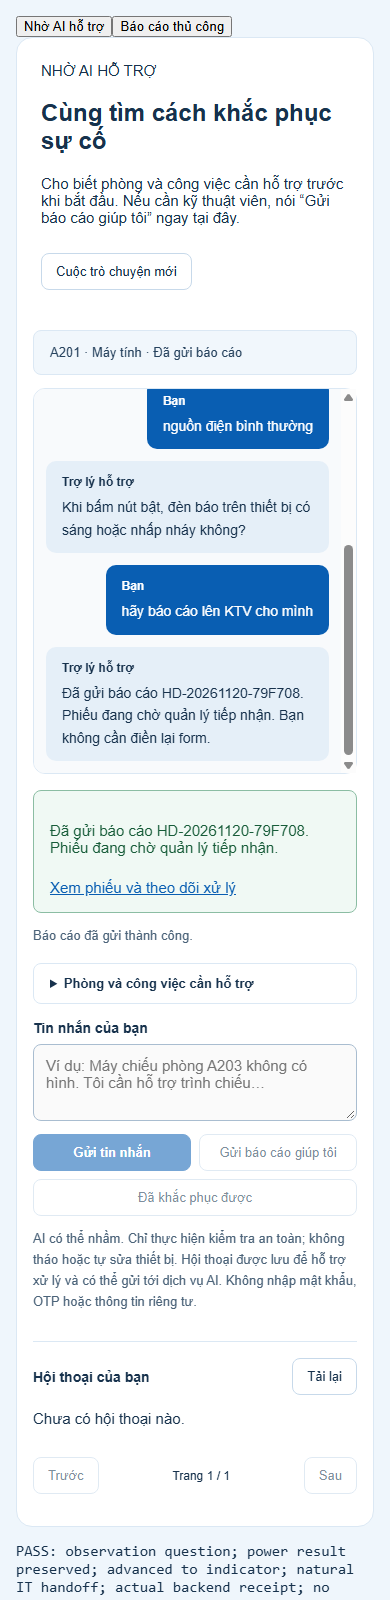 Nhờ AI hỗ trợ
Báo cáo thủ công
NHỜ AI HỖ TRỢ
Cùng tìm cách khắc phục
sự cố
Cho biết phòng và công việc cần hỗ trợ trước
khi bắt đầu. Nếu cần kỹ thuật viên, nói “Gửi
báo cáo giúp tôi” ngay tại đây.
Cuộc trò chuyện mới
A201 · Máy tính · Đã gửi báo cáo
Bạn
nguồn điện bình thường
Trợ lý hỗ trợ
Khi bấm nút bật, đèn báo trên thiết bị có
sáng hoặc nhấp nháy không?
Bạn
hãy báo cáo lên KTV cho mình
Trợ lý hỗ trợ
Đã gửi báo cáo HD-20261120-79F708.
Phiếu đang chờ quản lý tiếp nhận. Bạn
không cần điền lại form.
Đã gửi báo cáo HD-20261120-79F708.
Phiếu đang chờ quản lý tiếp nhận.
Xem phiếu và theo dõi xử lý
Báo cáo đã gửi thành công.
▶ Phòng và công việc cần hỗ trợ
Tin nhắn của bạn
Ví dụ: Máy chiếu phòng A203 không có
hình. Tôi cần hỗ trợ trình chiếu…
Gửi tin nhắn
Gửi báo cáo giúp tôi
Đã khắc phục được
AI có thể nhầm. Chỉ thực hiện kiểm tra an toàn; không
tháo hoặc tự sửa thiết bị. Hội thoại được lưu để hỗ trợ
xử lý và có thể gửi tới dịch vụ AI. Không nhập mật khẩu,
OTP hoặc thông tin riêng tư.
Hội thoại của bạn
Tải lại
Chưa có hội thoại nào.
Trước
Trang 1 / 1
Sau
PASS: observation question; power result
preserved; advanced to indicator; natural
IT handoff; actual backend receipt; no